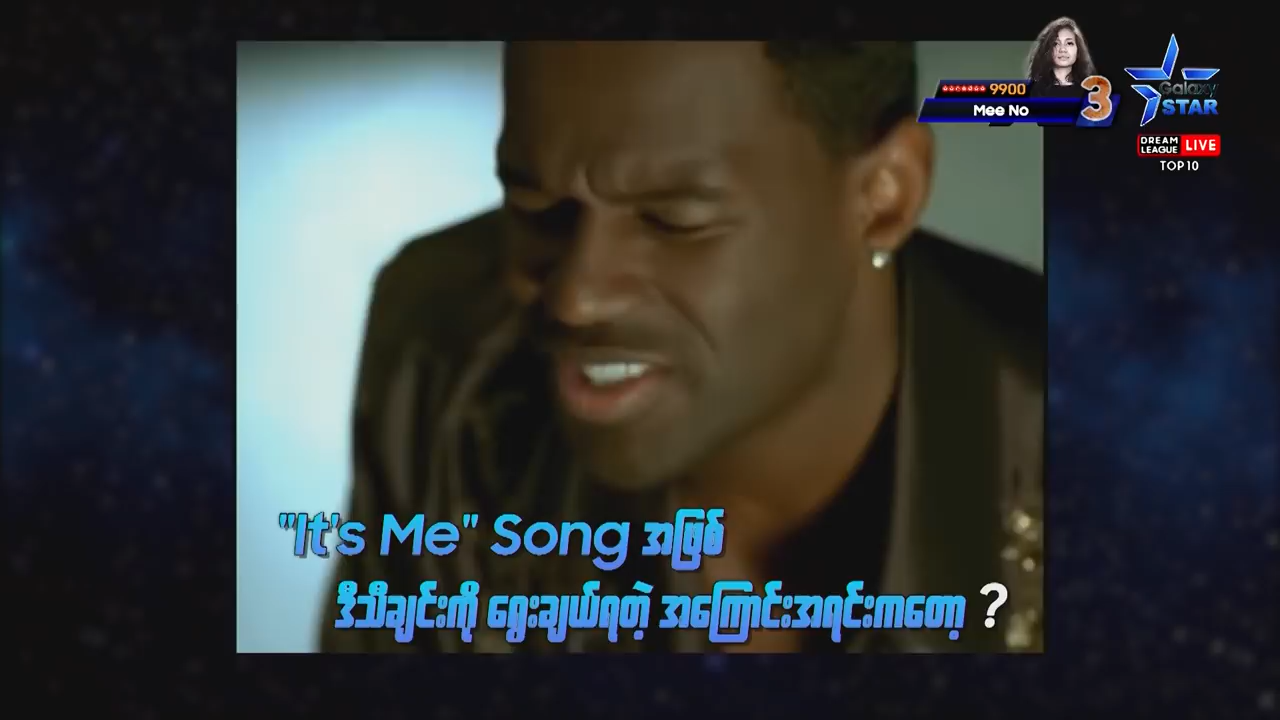 9900
Mee No
3
Galaxy
STAR
DREAM
LEAGUE
LIVE
TOP 10
"It's Me" Song အဖြစ်
ဒီသီချင်းကို ရွေးချယ်ရတဲ့ အကြောင်းအရင်းကတော့ ?